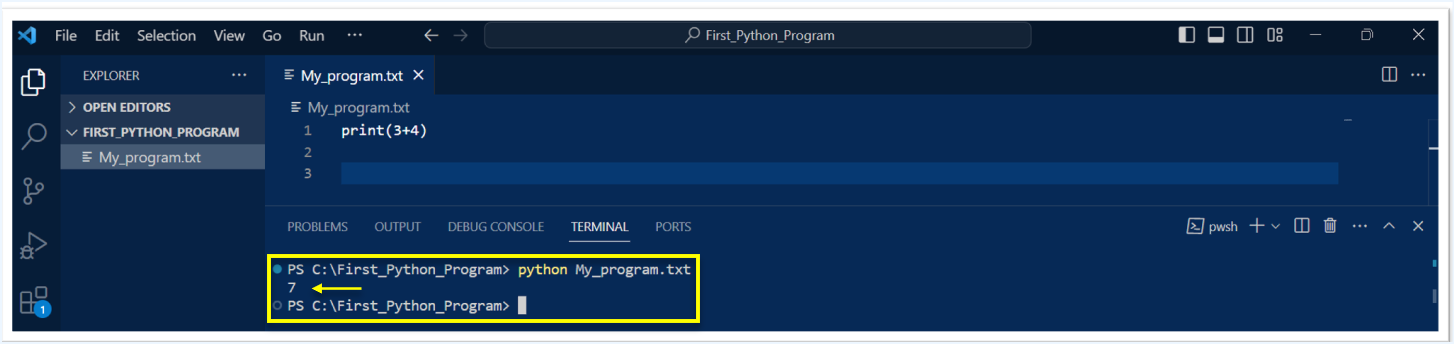 File Edit Selection View Go Run ··· First_Python_Program
EXPLORER ···
OPEN EDITORS
FIRST_PYTHON_PROGRAM
My_program.txt
My_program.txt
My_program.txt
1 print(3+4)
2
3
PROBLEMS OUTPUT DEBUG CONSOLE TERMINAL PORTS pwsh
PS C:\First_Python_Program> python My_program.txt
7
PS C:\First_Python_Program>
1